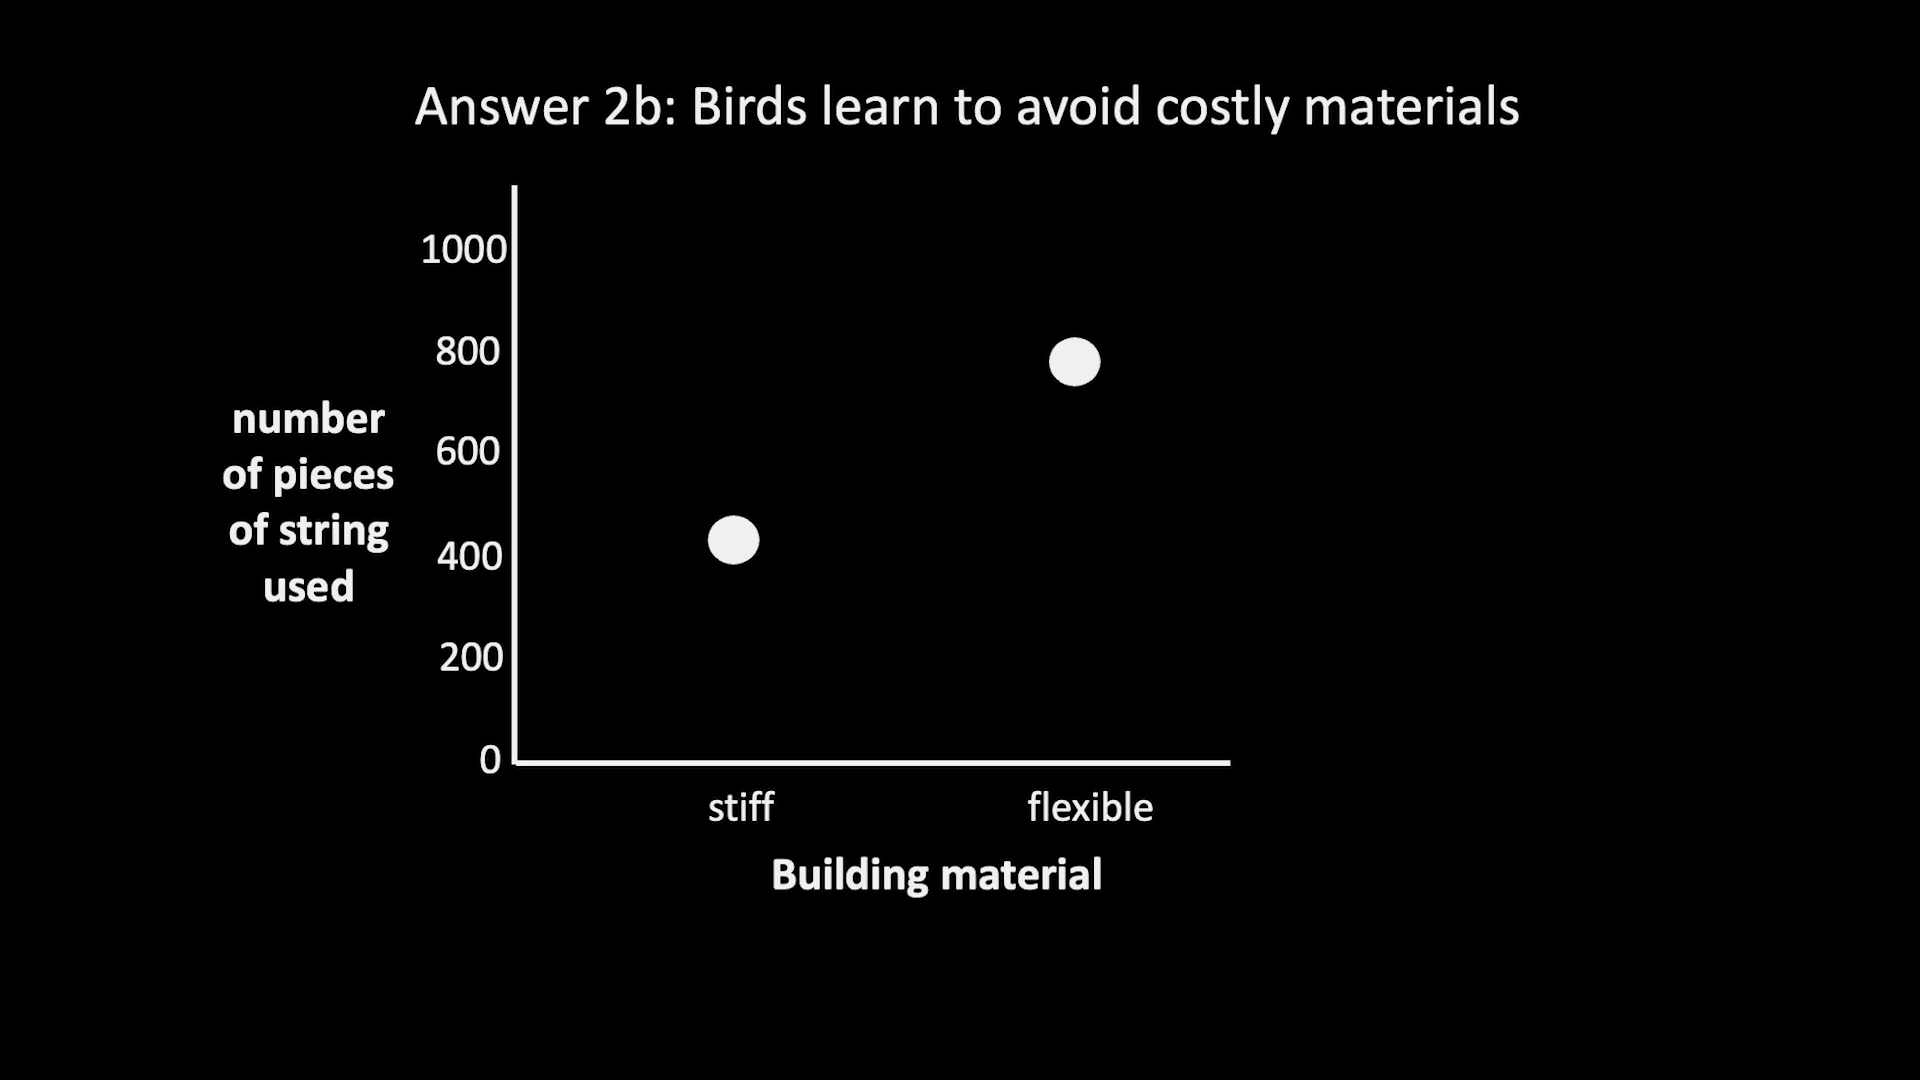 Answer 2b: Birds learn to avoid costly materials
1000
800
600
400
200
0
number
of pieces
of string
used
stiff
flexible
Building material